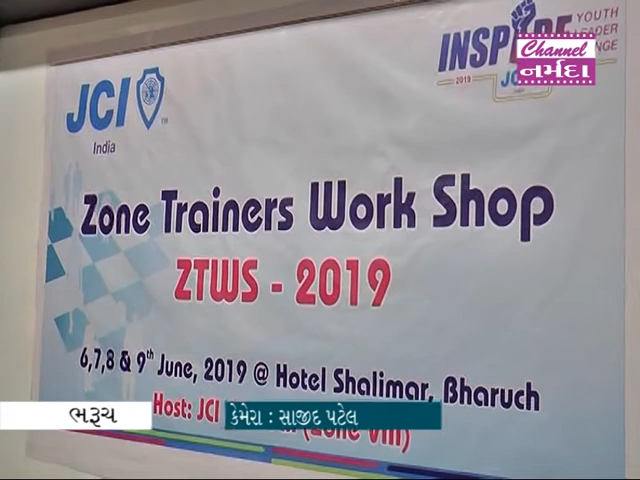 JCI
India
INSP
2019
YOUTH
Channel
નર્મદા
Zone Trainers Work Shop
ZTWS - 2019
6,7,8 & 9th June, 2019 @ Hotel Shalimar, Bharuch
Host: JCI
ભરૂચ
કેમેરા : સાજીદ પટેલ